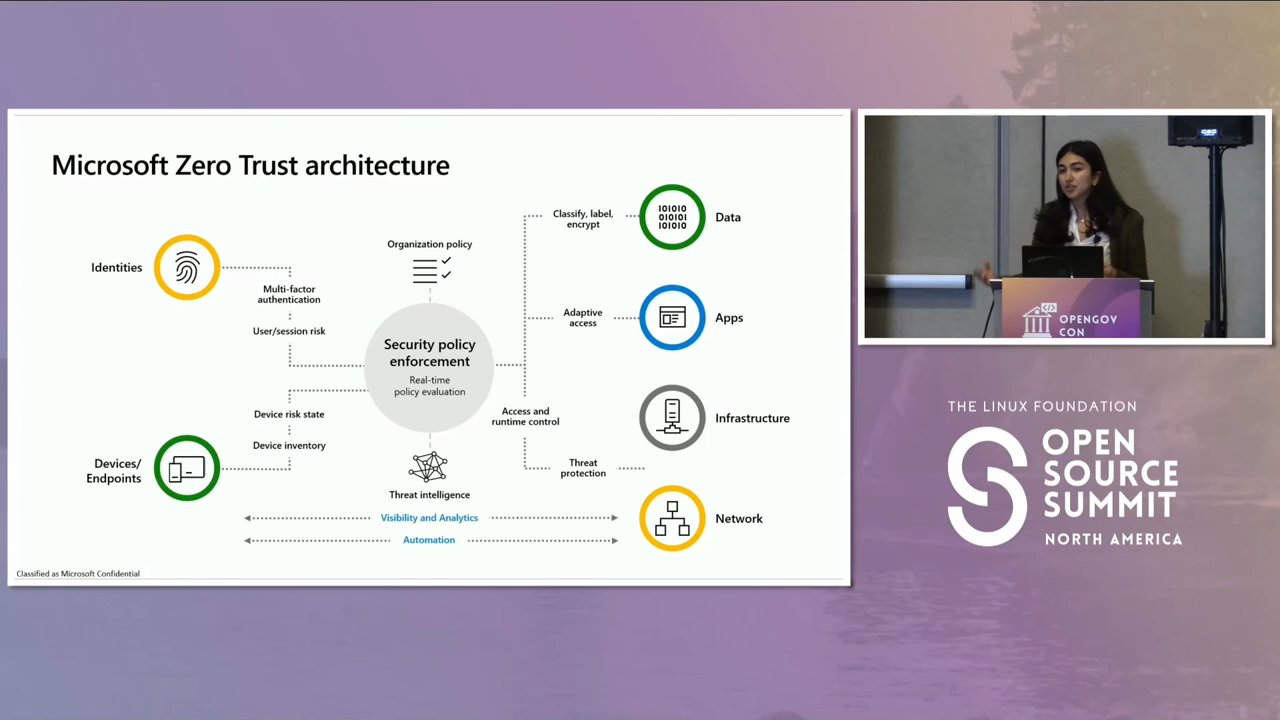 Microsoft Zero Trust architecture
Identities
Multi-factor
authentication
User/session risk
Device risk state
Device inventory
Devices/
Endpoints
Organization policy
Security policy
enforcement
Real-time
policy evaluation
Threat intelligence
Visibility and Analytics
Automation
Classify, label,
encrypt
Adaptive
access
Access and
runtime control
Threat
protection
Data
IOIOIO
OIOIOI
IOIOIO
Apps
Infrastructure
Network
Classified as Microsoft Confidential
OPENGOV
CON
THE LINUX FOUNDATION
OPEN
SOURCE
SUMMIT
NORTH AMERICA